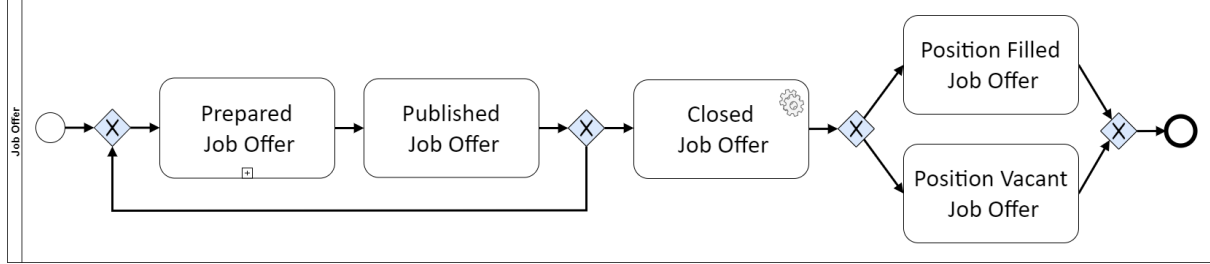 Job Offer
Prepared
Job Offer
Published
Job Offer
Closed
Job Offer
Position Filled
Job Offer
Position Vacant
Job Offer